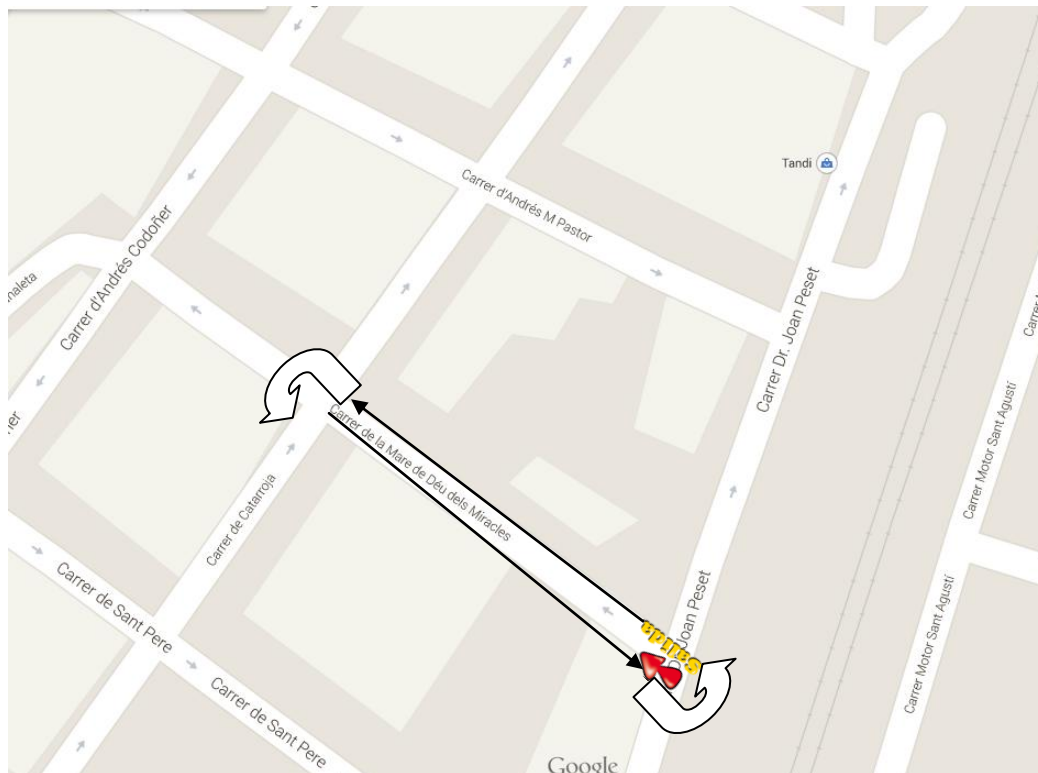 Tandi
Carrer d'Andrés M Pastor
Carrer d'Andrés Codoñer
Carrer Dr. Joan Peset
Carrer Motor Sant Agustí
Carrer de la Mare de Déu dels Miracles
Carrer de Catarroja
Carrer de Sant Pere
Carrer Motor Sant Agustí
Joan Peset
Salida
Carrer de Sant Pere
Google